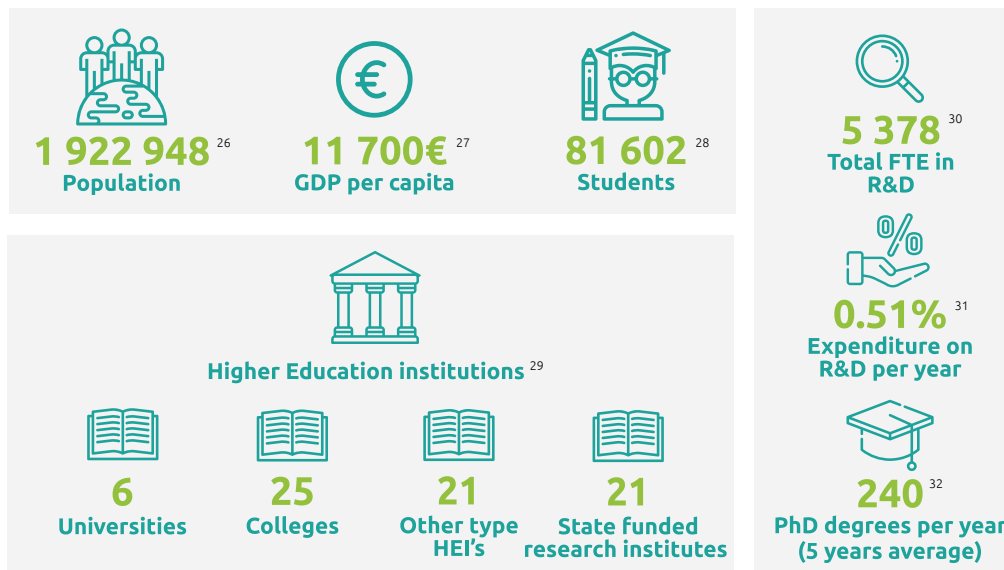 1 922 948 26
Population
11 700€ 27
GDP per capita
81 602 28
Students
Higher Education institutions 29
6
Universities
25
Colleges
21
Other type
HEI’s
21
State funded
research institutes
5 378 30
Total FTE in
R&D
%
0.51% 31
Expenditure on
R&D per year
240 32
PhD degrees per year
(5 years average)